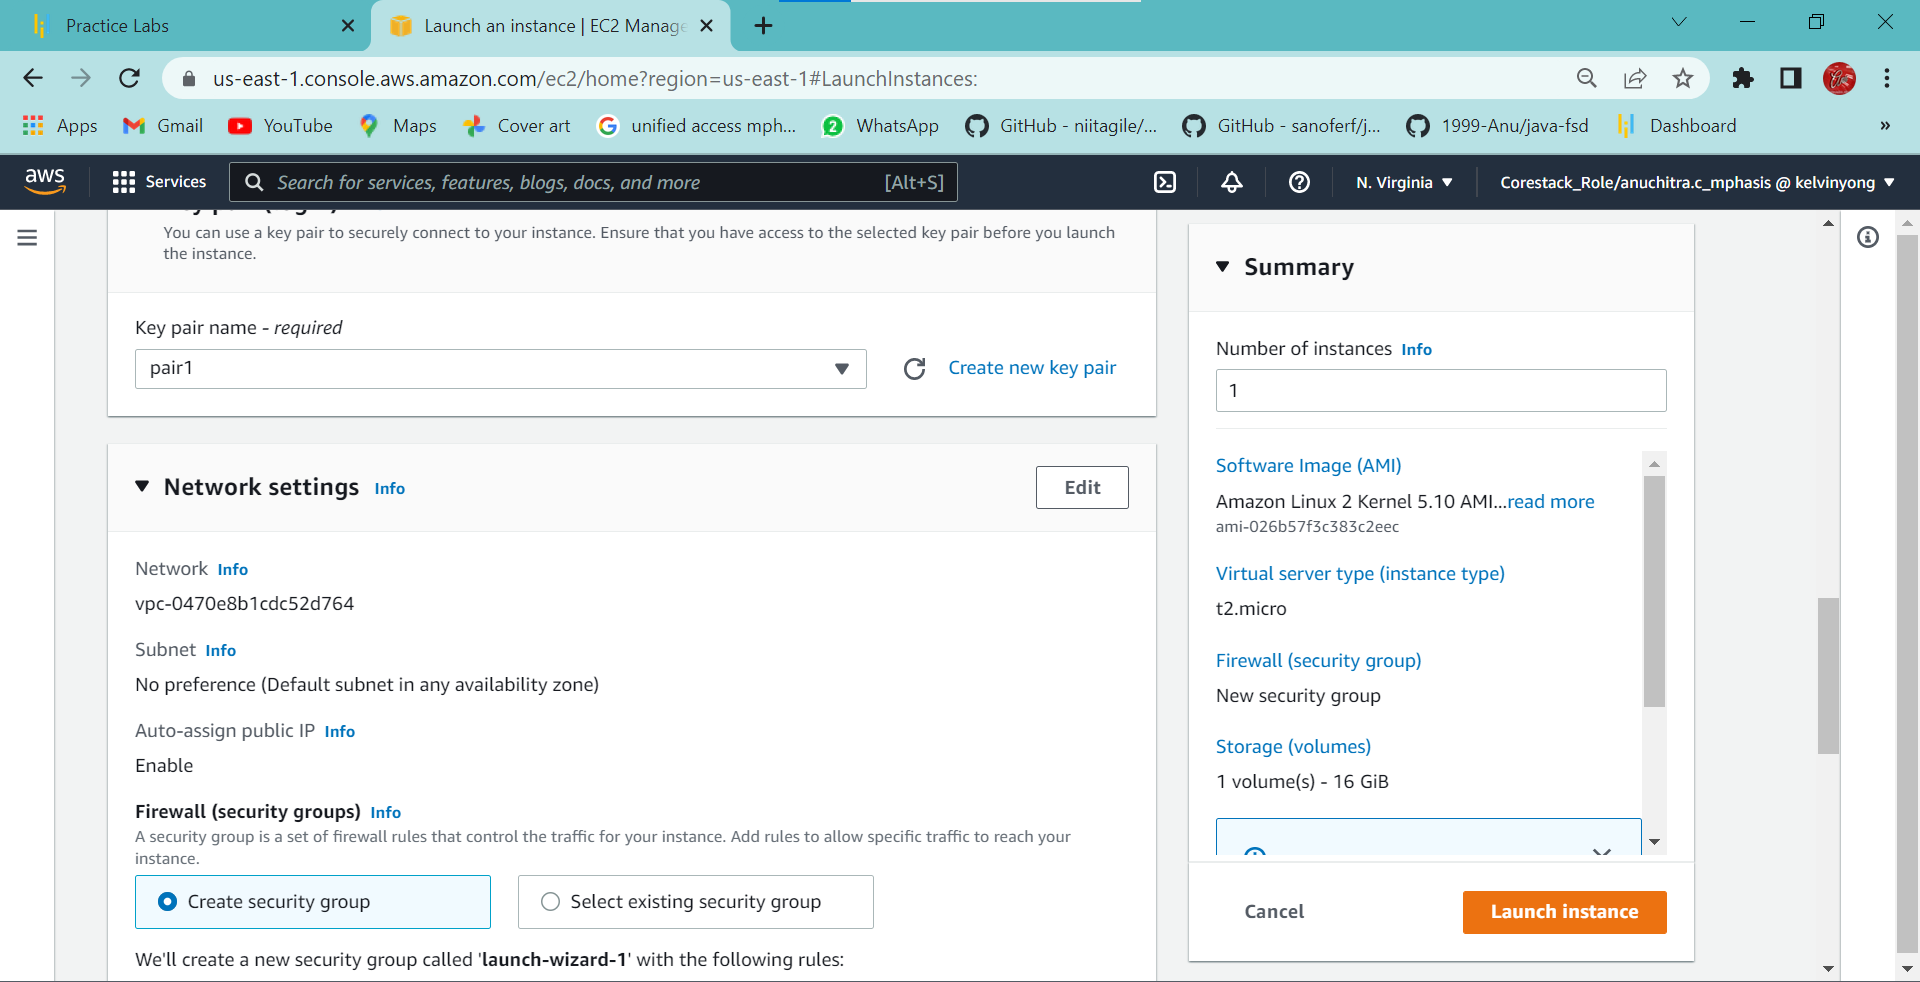 Practice Labs
Launch an instance | EC2 Manage
us-east-1.console.aws.amazon.com/ec2/home?region=us-east-1#LaunchInstances:
Apps
Gmail
YouTube
Maps
Cover art
unified access mph...
2
WhatsApp
GitHub - niitagile/...
GitHub - sanoferf/j...
1999-Anu/java-fsd
Dashboard
»
aws
Services
Search for services, features, blogs, docs, and more
[Alt+S]
N. Virginia
Corestack_Role/anuchitra.c_mphasis @ kelvinyong
You can use a key pair to securely connect to your instance. Ensure that you have access to the selected key pair before you launch
the instance.
Key pair name - required
pair1
Create new key pair
Network settings Info
Edit
Network Info
vpc-0470e8b1cdc52d764
Subnet Info
No preference (Default subnet in any availability zone)
Auto-assign public IP Info
Enable
Firewall (security groups) Info
A security group is a set of firewall rules that control the traffic for your instance. Add rules to allow specific traffic to reach your
instance.
Create security group
Select existing security group
We'll create a new security group called 'launch-wizard-1' with the following rules:
Summary
Number of instances Info
1
Software Image (AMI)
Amazon Linux 2 Kernel 5.10 AMI...read more
ami-026b57f3c383c2eec
Virtual server type (instance type)
t2.micro
Firewall (security group)
New security group
Storage (volumes)
1 volume(s) - 16 GiB
Cancel
Launch instance